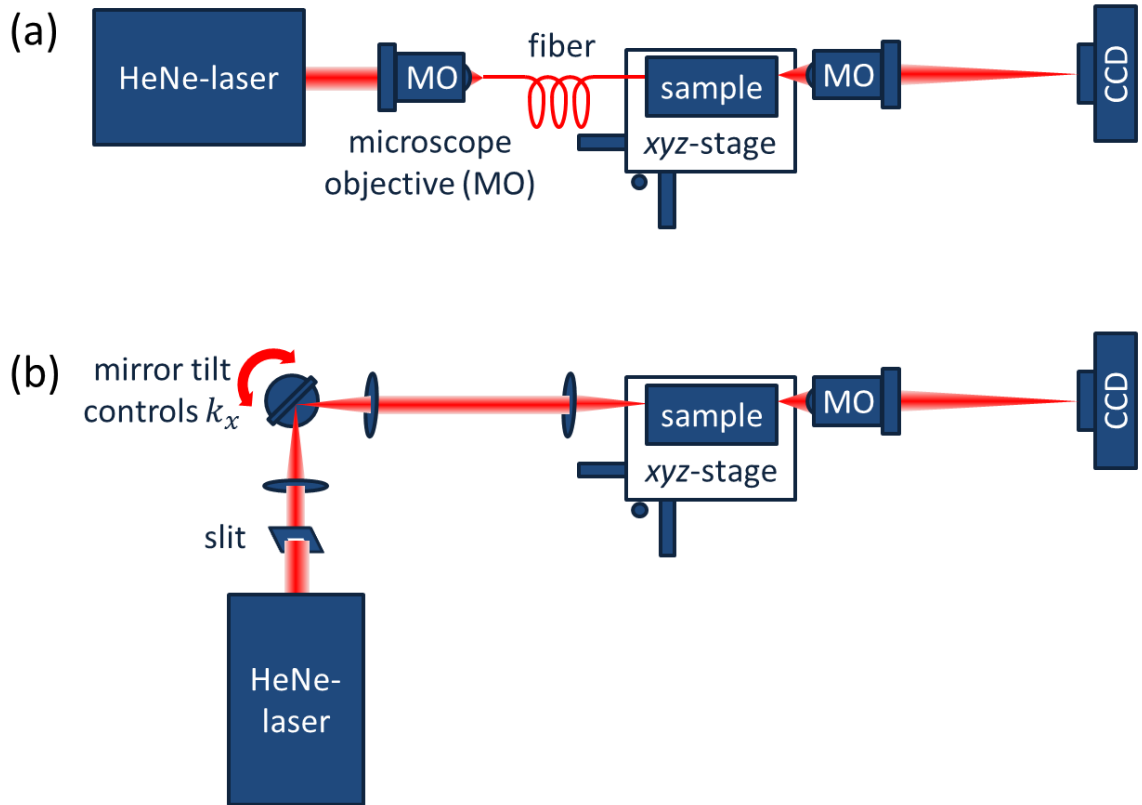 (a)
HeNe-laser
MO
fiber
microscope
objective (MO)
sample
xyz-stage
MO
CCD
(b)
mirror tilt
controls kₓ
slit
HeNe-
laser
sample
xyz-stage
MO
CCD